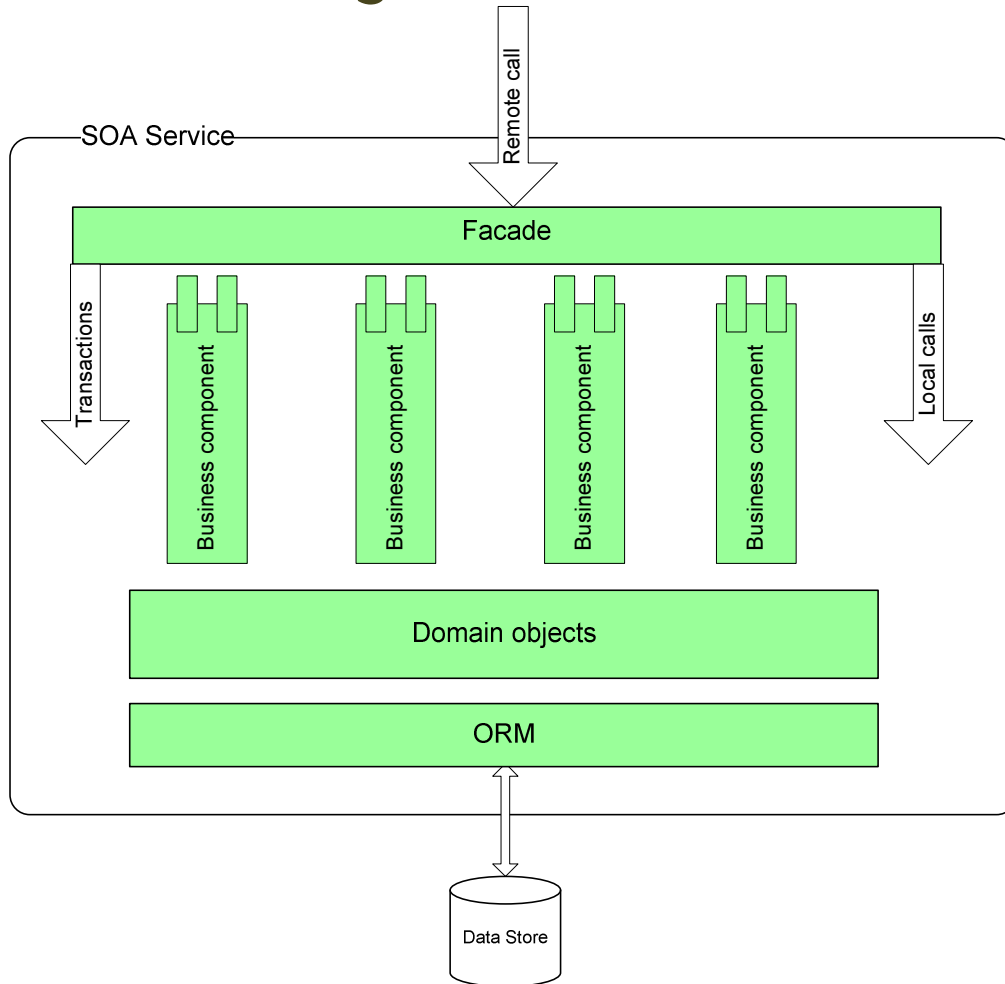 Remote call
SOA Service
Facade
Transactions
Business component
Business component
Business component
Business component
Local calls
Domain objects
ORM
Data Store